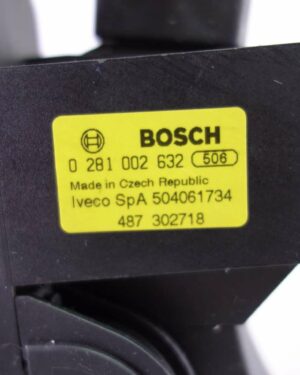 BOSCH
0 281 002 632 506
Made in Czech Republic
Iveco SpA 504061734
487 302718